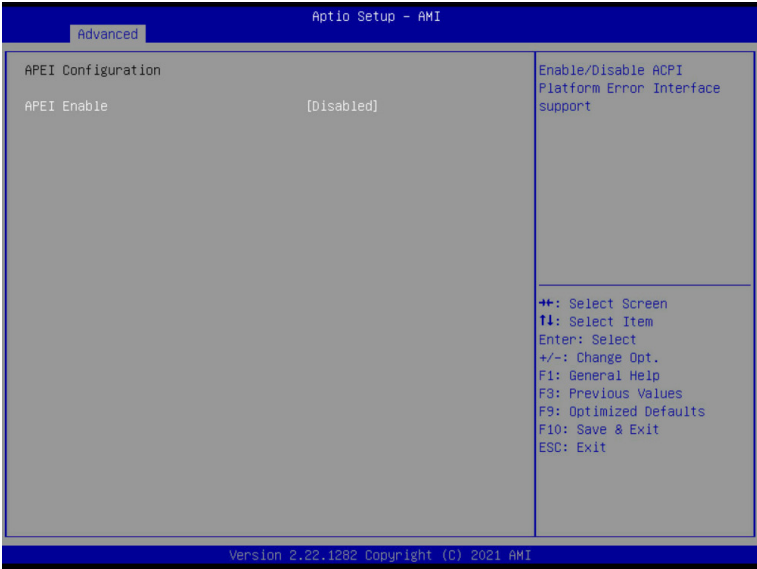 Aptio Setup - AMI
Advanced
APEI Configuration
APEI Enable [Disabled]
Enable/Disable ACPI
Platform Error Interface
support
→←: Select Screen
↑↓: Select Item
Enter: Select
+/-: Change Opt.
F1: General Help
F3: Previous Values
F9: Optimized Defaults
F10: Save & Exit
ESC: Exit
Version 2.22.1282 Copyright (C) 2021 AMI